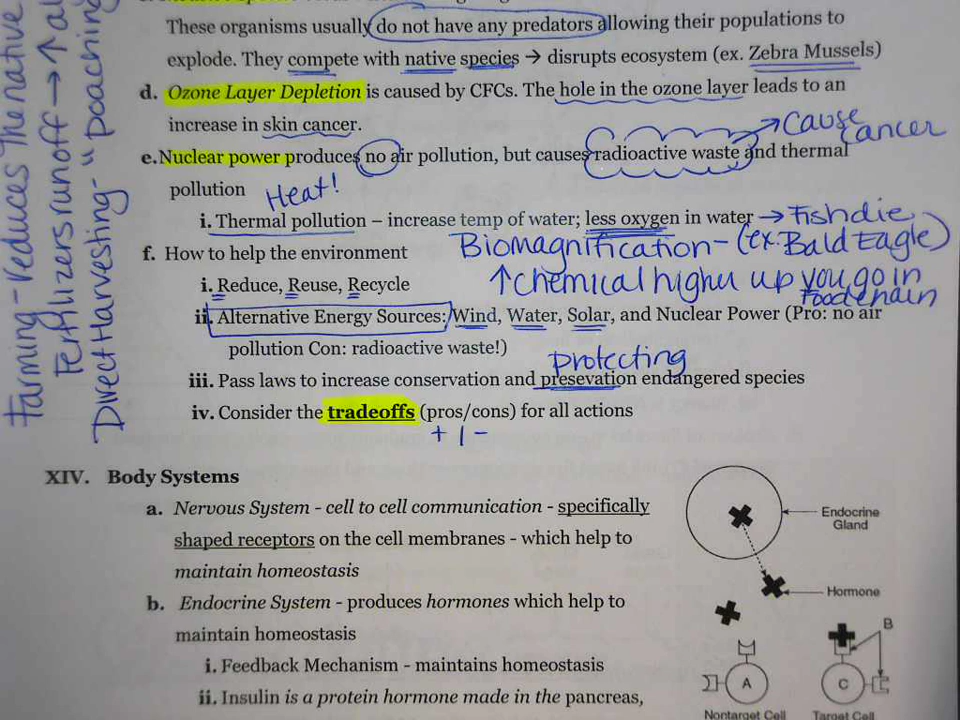 These organisms usually do not have any predators allowing their populations to
explode. They compete with native species → disrupts ecosystem (ex. Zebra Mussels)
d. Ozone Layer Depletion is caused by CFCs. The hole in the ozone layer leads to an
increase in skin cancer.
→ Cause cancer
e. Nuclear power produces no air pollution, but causes radioactive waste and thermal
pollution
Heat!
i. Thermal pollution – increase temp of water; less oxygen in water → Fish die
Biomagnification - (ex. Bald Eagle)
↑ Chemical higher up you go in
food chain
f. How to help the environment
i. Reduce, Reuse, Recycle
ii. Alternative Energy Sources: Wind, Water, Solar, and Nuclear Power (Pro: no air
pollution Con: radioactive waste!)
protecting
iii. Pass laws to increase conservation and presevation endangered species
iv. Consider the tradeoffs (pros/cons) for all actions
+ | -
Farming - reduces the native
Fertilizers runoff → ↑
Direct Harvesting - "poaching
XIV. Body Systems
a. Nervous System - cell to cell communication - specifically
shaped receptors on the cell membranes - which help to
maintain homeostasis
b. Endocrine System - produces hormones which help to
maintain homeostasis
i. Feedback Mechanism - maintains homeostasis
ii. Insulin is a protein hormone made in the pancreas,
Endocrine
Gland
Hormone
B
A
C
Nontarget Cell
Target Cell